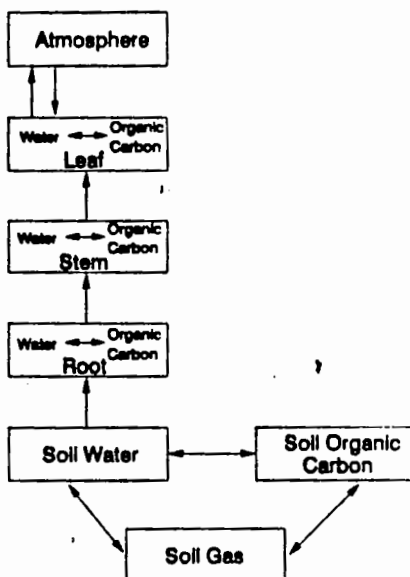 Atmosphere
Water Organic
Carbon
Leaf
Water Organic
Carbon
Stem
Water Organic
Carbon
Root
Soil Water
Soil Organic
Carbon
Soil Gas